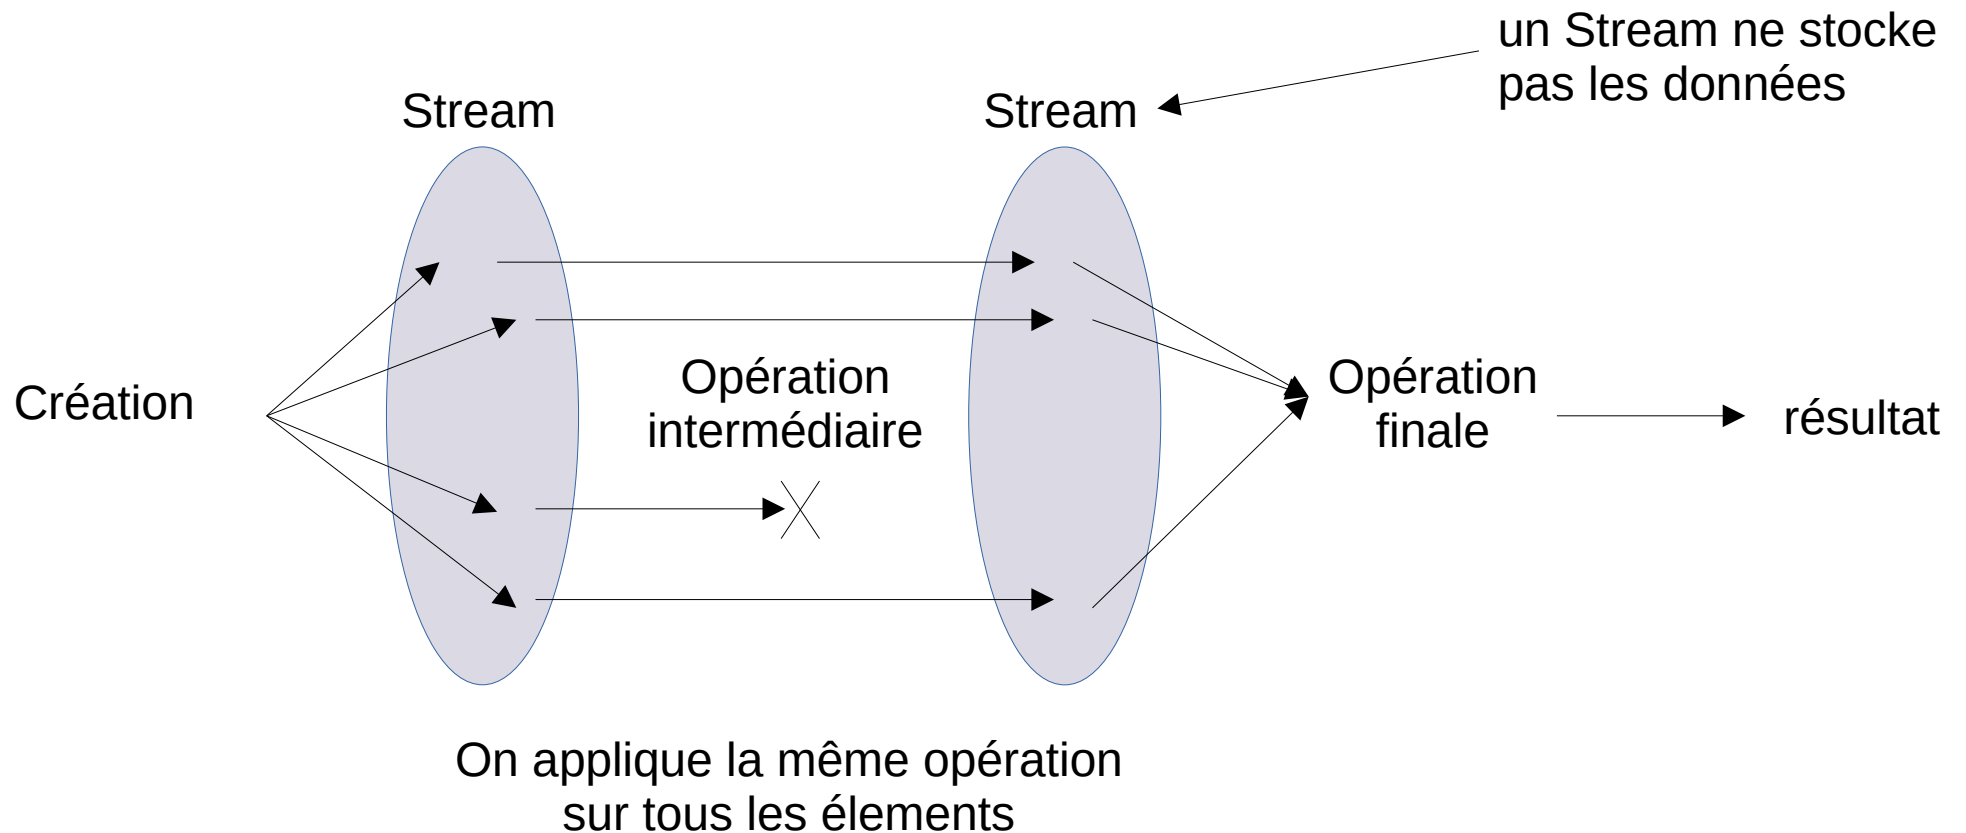 un Stream ne stocke
pas les données
Stream
Stream
Création
Opération
intermédiaire
Opération
finale
résultat
On applique la même opération
sur tous les élements